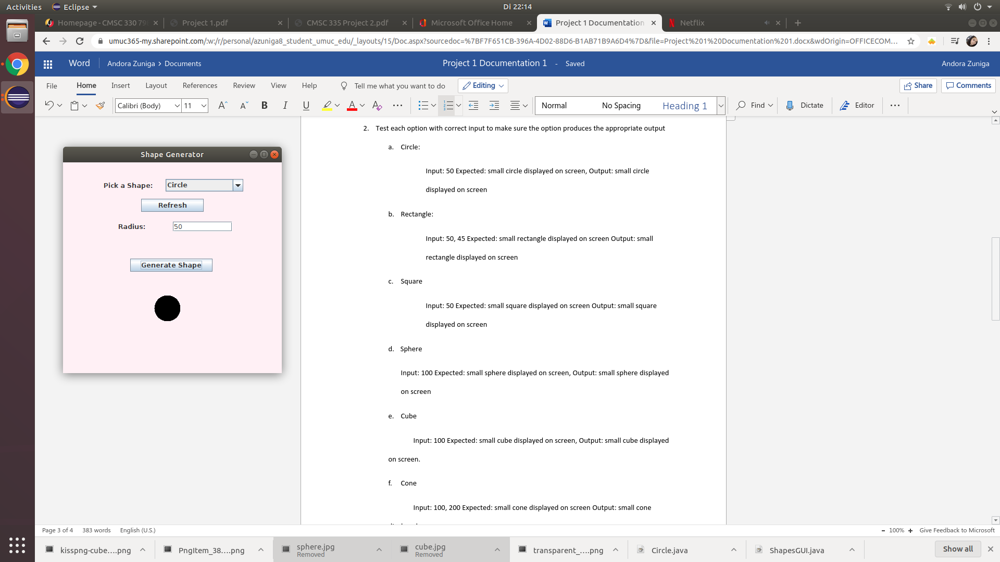 Activities
Eclipse
Di 22:14
Homepage - CMSC 330 79
Project 1.pdf
CMSC 335 Project 2.pdf
Microsoft Office Home
Project 1 Documentation
Netflix
umuc365-my.sharepoint.com/:w:/r/personal/azuniga8_student_umuc_edu/_layouts/15/Doc.aspx?sourcedoc=%7BF7F651CB-396A-4D02-88D6-B1AB71B9A6D4%7D&file=Project%201%20Documentation%201.docx&wdOrigin=OFFICECOM...
Word
Andora Zuniga > Documents
Project 1 Documentation 1 - Saved
Andora Zuniga
File Home Insert Layout References Review View Help
Tell me what you want to do
Editing
Share
Comments
Calibri (Body)
11
A A B I U A
Normal
No Spacing
Heading 1
Find
Dictate
Editor
2. Test each option with correct input to make sure the option produces the appropriate output
a. Circle:
Input: 50 Expected: small circle displayed on screen, Output: small circle
displayed on screen
b. Rectangle:
Input: 50, 45 Expected: small rectangle displayed on screen Output: small
rectangle displayed on screen
c. Square
Input: 50 Expected: small square displayed on screen Output: small square
displayed on screen
d. Sphere
Input: 100 Expected: small sphere displayed on screen, Output: small sphere displayed
on screen
e. Cube
Input: 100 Expected: small cube displayed on screen, Output: small cube displayed
on screen.
f. Cone
Input: 100, 200 Expected: small cone displayed on screen Output: small cone
Shape Generator
Pick a Shape:
Circle
Refresh
Radius:
50
Generate Shape
Page 3 of 4
383 words
English (U.S.)
- 100% +
Give Feedback to Microsoft
kisspng-cube....png
PngItem_38....png
sphere.jpg
Removed
cube.jpg
Removed
transparent_....png
Circle.java
ShapesGUI.java
Show all